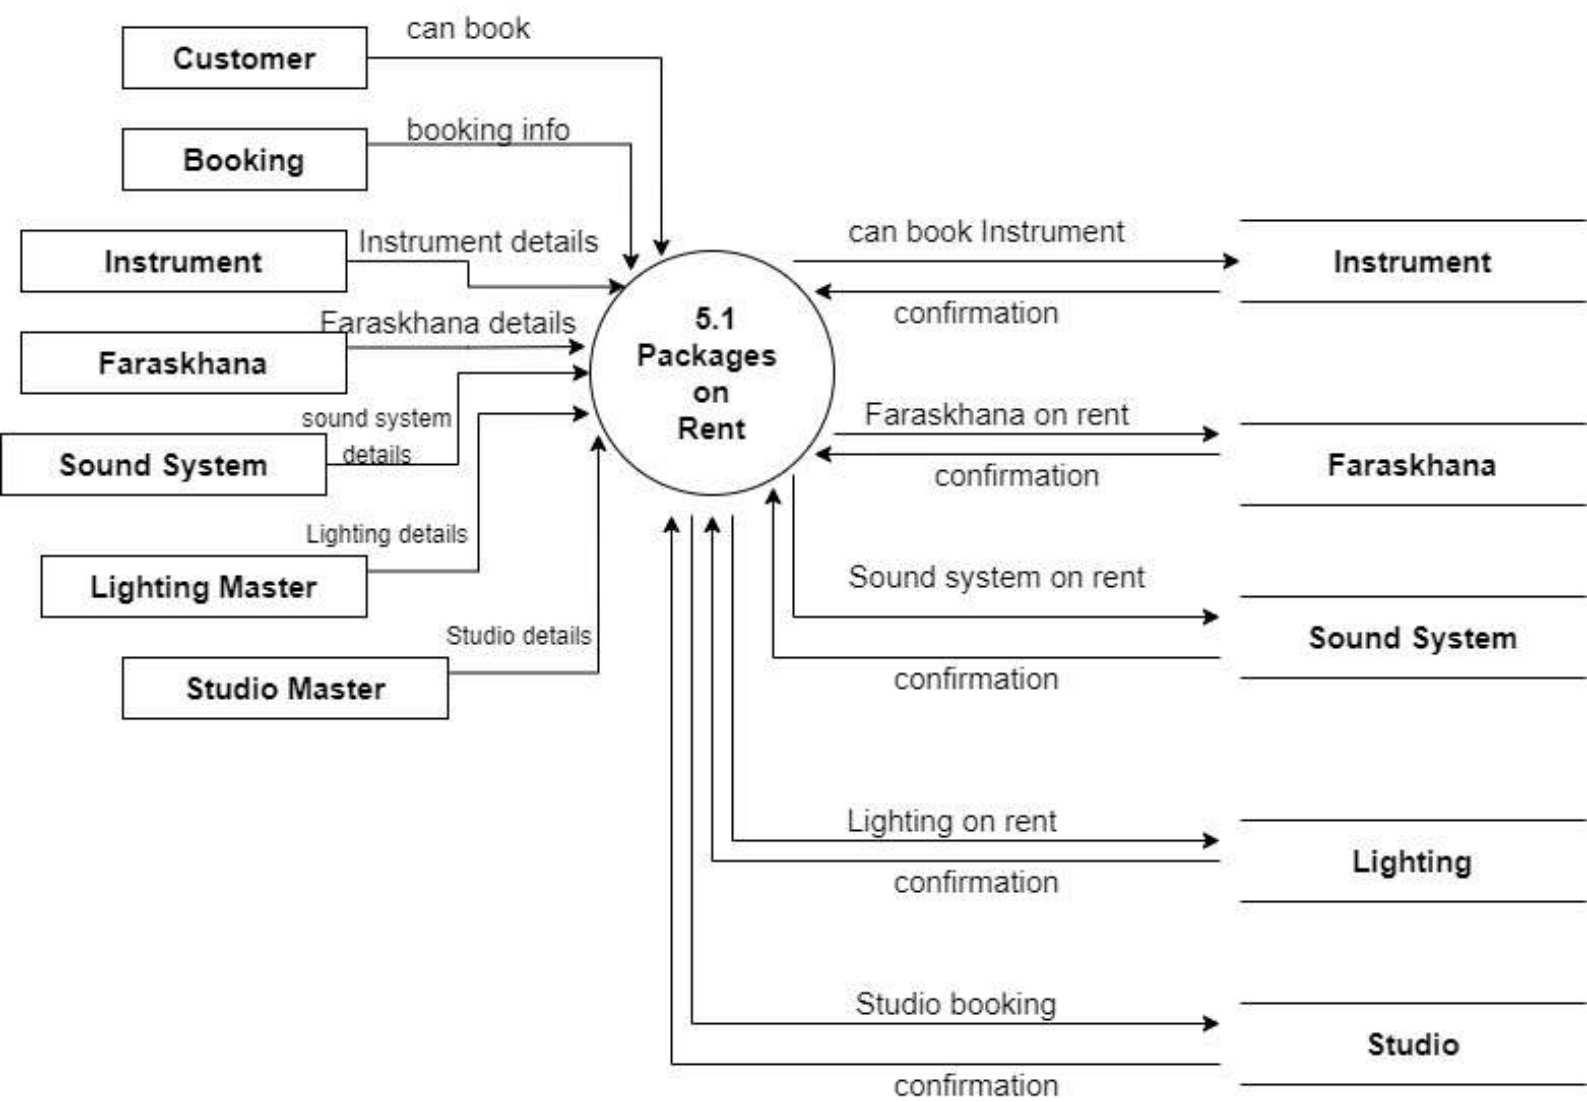 can book
Customer
booking info
Booking
Instrument details
Instrument
Faraskhana details
Faraskhana
sound system
details
Sound System
Lighting details
Lighting Master
Studio details
Studio Master
5.1
Packages
on
Rent
can book Instrument
confirmation
Instrument
Faraskhana on rent
confirmation
Faraskhana
Sound system on rent
confirmation
Sound System
Lighting on rent
confirmation
Lighting
Studio booking
confirmation
Studio